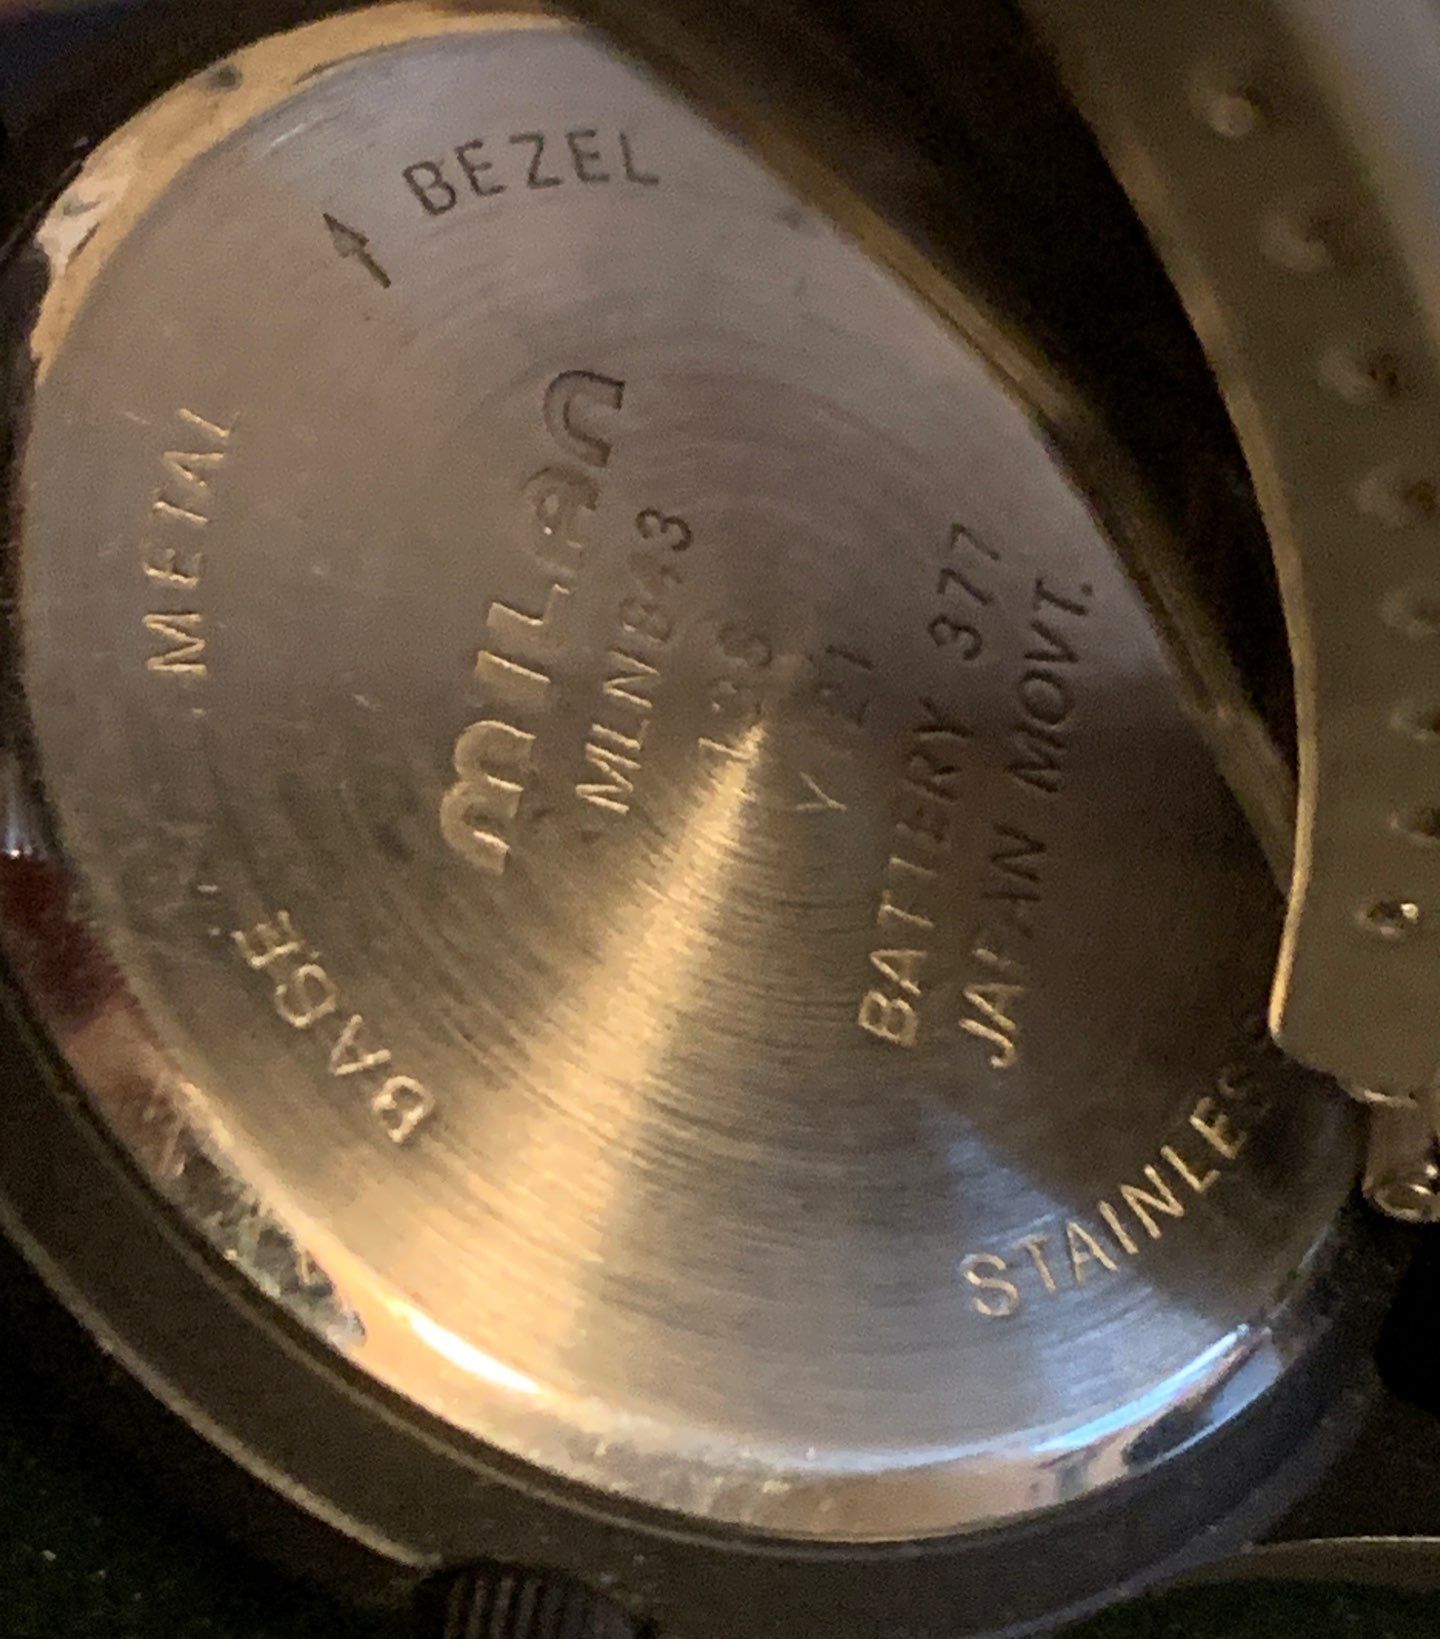 BASE METAL
BEZEL
milan
MLN843
Y 21
BATTERY 377
JAPAN MOVT.
STAINLES